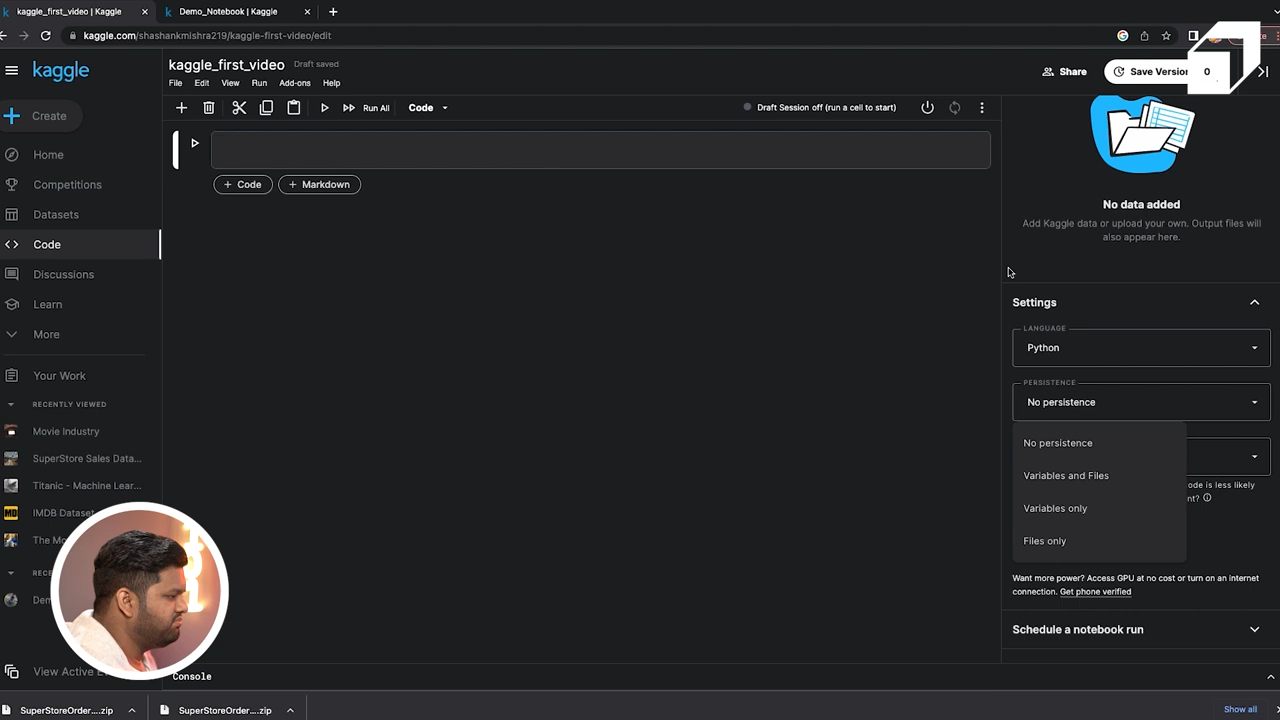 kaggle_first_video | Kaggle
Demo_Notebook | Kaggle
kaggle.com/shashankmishra219/kaggle-first-video/edit
kaggle
kaggle_first_video
Draft saved
File Edit View Run Add-ons Help
Share
Save Version
0
Run All
Code
Draft Session off (run a cell to start)
Create
Home
Competitions
Datasets
Code
Discussions
Learn
More
Your Work
RECENTLY VIEWED
Movie Industry
SuperStore Sales Data...
Titanic - Machine Lear...
IMDB Dataset
The Mo
View Active
+ Code
+ Markdown
Console
No data added
Add Kaggle data or upload your own. Output files will
also appear here.
Settings
LANGUAGE
Python
PERSISTENCE
No persistence
No persistence
Variables and Files
Variables only
Files only
ode is less likely
nt?
Want more power? Access GPU at no cost or turn on an internet
connection. Get phone verified
Schedule a notebook run
SuperStoreOrder....zip
SuperStoreOrder....zip
Show all